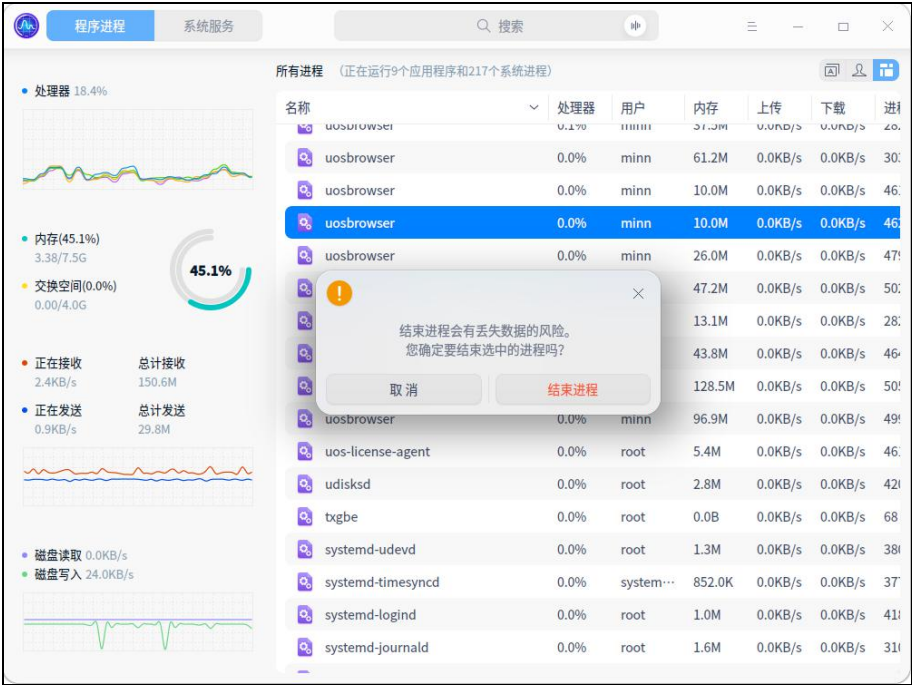 程序进程 系统服务 搜索
处理器 18.4%
内存(45.1%)
3.38/7.5G
45.1%
交换空间(0.0%)
0.00/4.0G
正在接收 总计接收
2.4KB/s 150.6M
正在发送 总计发送
0.9KB/s 29.8M
磁盘读取 0.0KB/s
磁盘写入 24.0KB/s
所有进程 （正在运行9个应用程序和217个系统进程）
名称 处理器 用户 内存 上传 下载
uosbrowser 0.1% minn 37.5M 0.0KB/s 0.0KB/s
uosbrowser 0.0% minn 61.2M 0.0KB/s 0.0KB/s
uosbrowser 0.0% minn 10.0M 0.0KB/s 0.0KB/s
uosbrowser 0.0% minn 10.0M 0.0KB/s 0.0KB/s
uosbrowser 0.0% minn 26.0M 0.0KB/s 0.0KB/s
47.2M 0.0KB/s 0.0KB/s
13.1M 0.0KB/s 0.0KB/s
43.8M 0.0KB/s 0.0KB/s
128.5M 0.0KB/s 0.0KB/s
结束进程会有丢失数据的风险。
您确定要结束选中的进程吗?
取消 结束进程
uosbrowser 0.0% minn 96.9M 0.0KB/s 0.0KB/s
uos-license-agent 0.0% root 5.4M 0.0KB/s 0.0KB/s
udisksd 0.0% root 2.8M 0.0KB/s 0.0KB/s
txgbe 0.0% root 0.0B 0.0KB/s 0.0KB/s 68
systemd-udevd 0.0% root 1.3M 0.0KB/s 0.0KB/s
systemd-timesyncd 0.0% system… 852.0K 0.0KB/s 0.0KB/s
systemd-logind 0.0% root 1.0M 0.0KB/s 0.0KB/s
systemd-journald 0.0% root 1.6M 0.0KB/s 0.0KB/s